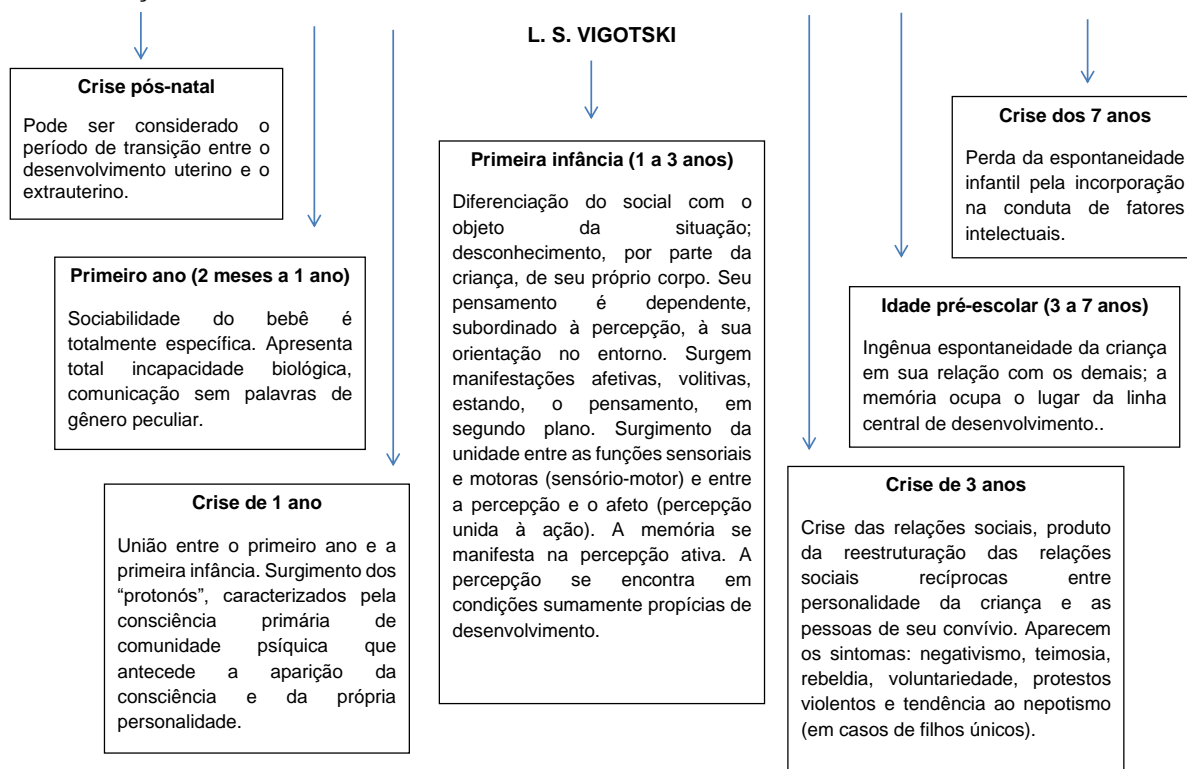 L. S. VIGOTSKI
Crise pós-natal
Pode ser considerado o
período de transição entre o
desenvolvimento uterino e o
extrauterino.
Primeiro ano (2 meses a 1 ano)
Sociabilidade do bebê é
totalmente específica. Apresenta
total incapacidade biológica,
comunicação sem palavras de
gênero peculiar.
Crise de 1 ano
União entre o primeiro ano e a
primeira infância. Surgimento dos
“protonós”, caracterizados pela
consciência primária de
comunidade psíquica que
antecede a aparição da
consciência e da própria
personalidade.
Primeira infância (1 a 3 anos)
Diferenciação do social com o
objeto da situação;
desconhecimento, por parte da
criança, de seu próprio corpo. Seu
pensamento é dependente,
subordinado à percepção, à sua
orientação no entorno. Surgem
manifestações afetivas, volitivas,
estando, o pensamento, em
segundo plano. Surgimento da
unidade entre as funções sensoriais
e motoras (sensório-motor) e entre
a percepção e o afeto (percepção
unida à ação). A memória se
manifesta na percepção ativa. A
percepção se encontra em
condições sumamente propícias de
desenvolvimento.
Crise dos 7 anos
Perda da espontaneidade
infantil pela incorporação
na conduta de fatores
intelectuais.
Idade pré-escolar (3 a 7 anos)
Ingênua espontaneidade da criança
em sua relação com os demais; a
memória ocupa o lugar da linha
central de desenvolvimento..
Crise de 3 anos
Crise das relações sociais, produto
da reestruturação das relações
sociais recíprocas entre
personalidade da criança e as
pessoas de seu convívio. Aparecem
os sintomas: negativismo, teimosia,
rebeldia, voluntariedade, protestos
violentos e tendência ao nepotismo
(em casos de filhos únicos).